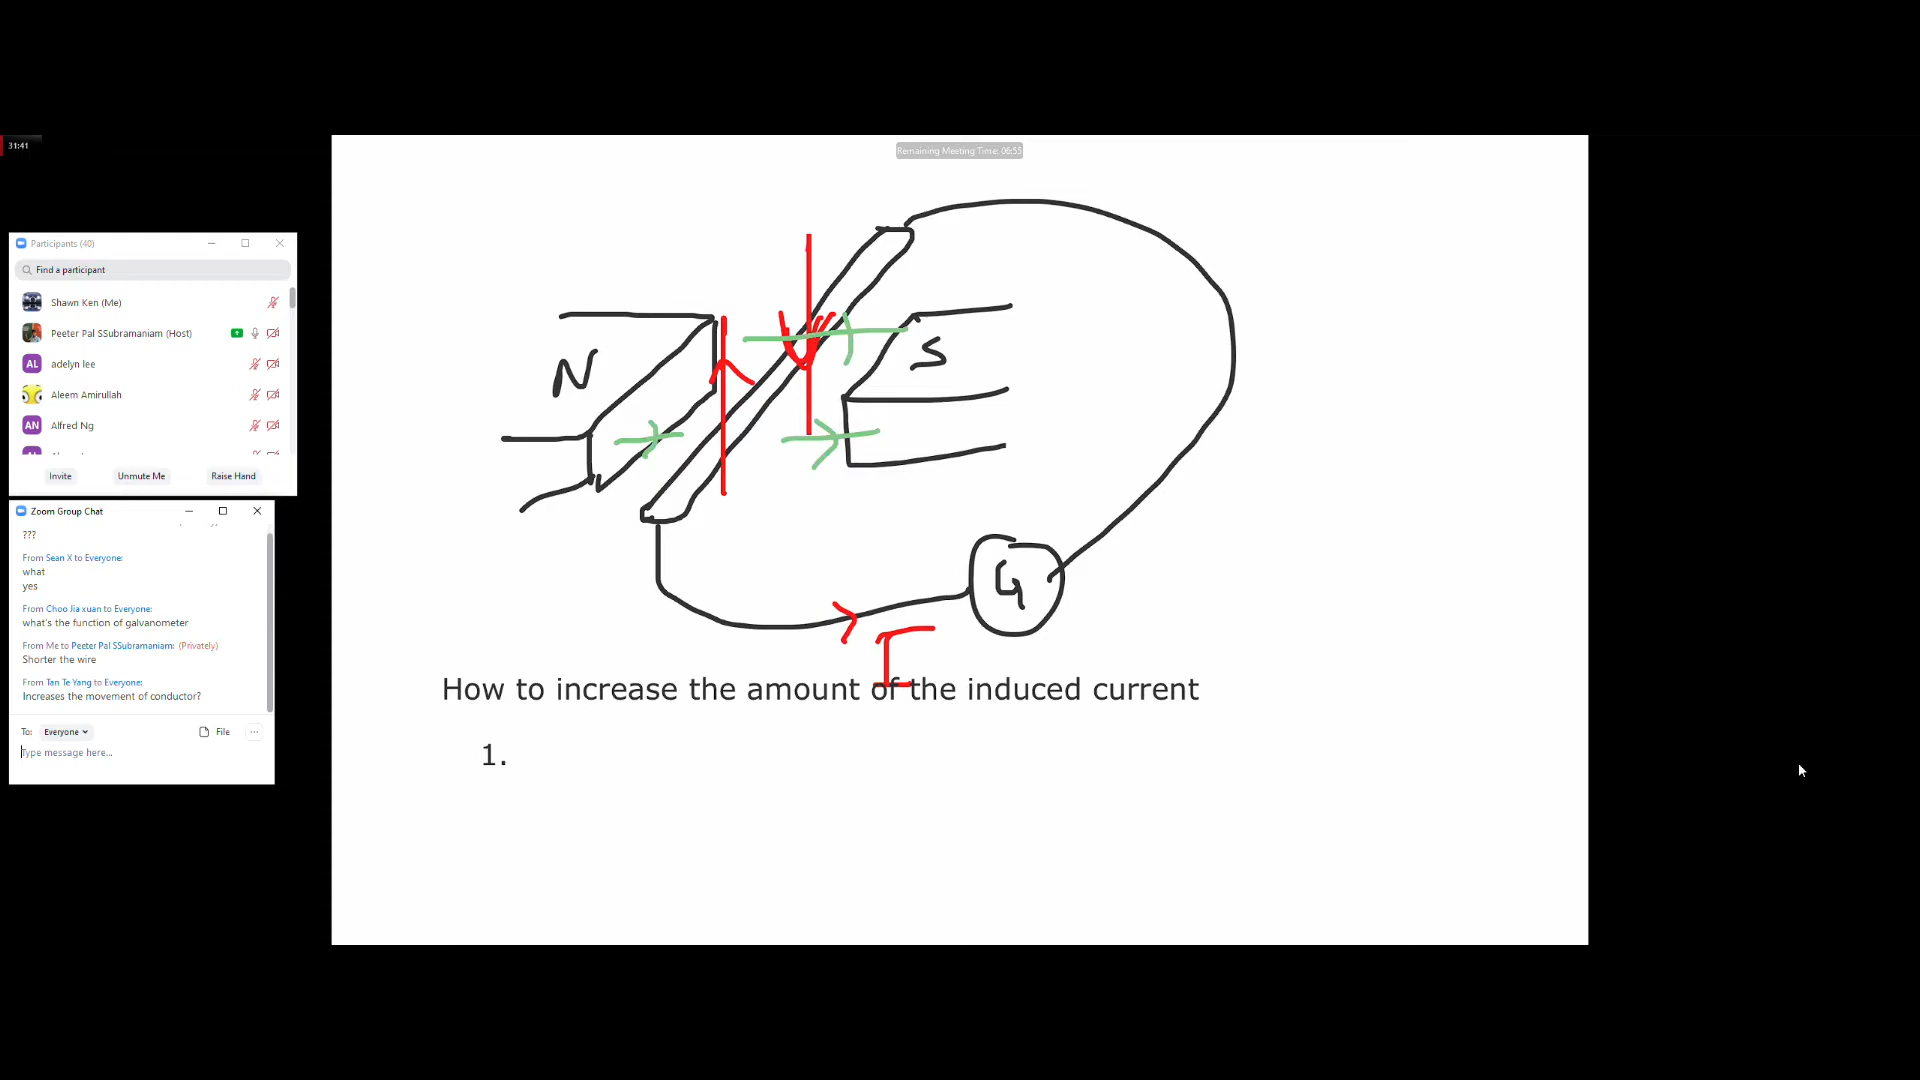 31:41
Remaining Meeting Time: 06:55
Participants (40)
Find a participant
Shawn Ken (Me)
Peeter Pal SSubramaniam (Host)
AL adelyn lee
Aleem Amirullah
AN Alfred Ng
Invite Unmute Me Raise Hand
Zoom Group Chat
???
From Sean X to Everyone:
what
yes
From Choo Jia xuan to Everyone:
what's the function of galvanometer
From Me to Peeter Pal SSubramaniam: (Privately)
Shorter the wire
From Tan Te Yang to Everyone:
Increases the movement of conductor?
To: Everyone File ...
Type message here...
N
S
G
I
How to increase the amount of the induced current
1.